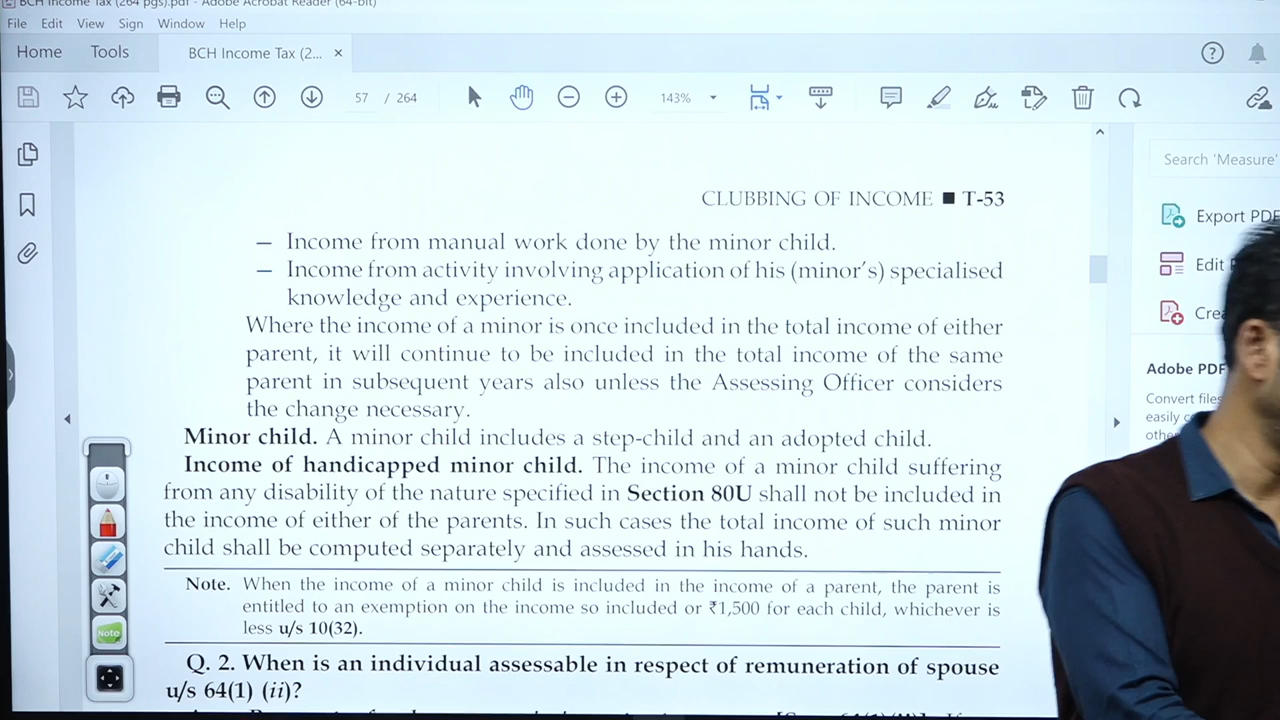 BCH Income Tax (264 pgs).pdf - Adobe Acrobat Reader (64-bit)
File Edit View Sign Window Help
Home Tools BCH Income Tax (2... ×
57 / 264 143%
Search 'Measure'
CLUBBING OF INCOME ■ T-53
Export PDF
– Income from manual work done by the minor child.
– Income from activity involving application of his (minor's) specialised
Edit
knowledge and experience.
Where the income of a minor is once included in the total income of either
parent, it will continue to be included in the total income of the same
parent in subsequent years also unless the Assessing Officer considers
the change necessary.
Adobe PDF
Convert files
easily
Minor child. A minor child includes a step-child and an adopted child.
Income of handicapped minor child. The income of a minor child suffering
from any disability of the nature specified in Section 80U shall not be included in
the income of either of the parents. In such cases the total income of such minor
child shall be computed separately and assessed in his hands.
Note. When the income of a minor child is included in the income of a parent, the parent is
entitled to an exemption on the income so included or ₹1,500 for each child, whichever is
less u/s 10(32).
Note
Q. 2. When is an individual assessable in respect of remuneration of spouse
u/s 64(1) (ii)?